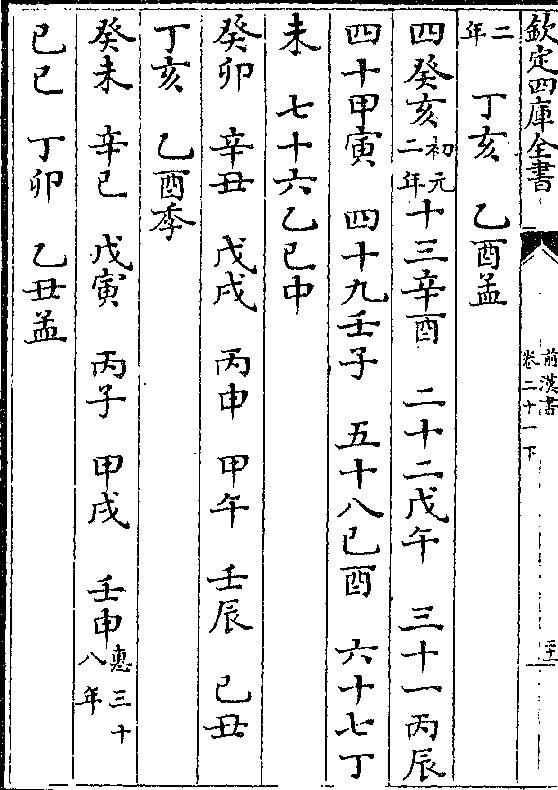 欽定四庫全書 前漢書 卷二十一下
二年 丁亥 乙酉孟
四癸亥初元二年十三辛酉 二十二戊午 三十一丙辰
四十甲寅 四十九壬子 五十八己酉 六十七丁
未 七十六乙巳中
癸卯 辛丑 戊戌 丙申 甲午 壬辰 己丑
丁亥 乙酉季
癸未 辛巳 戊寅 丙子 甲戌 壬申惠三十八年
己巳 丁卯 乙丑孟